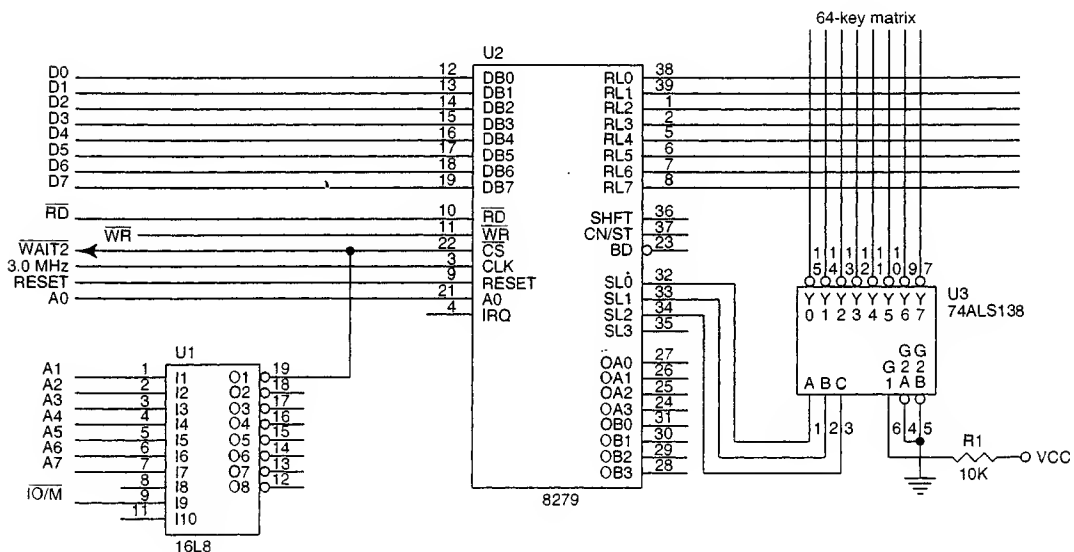 64-key matrix
U2
D0 12 DB0 RL0 38
D1 13 DB1 RL1 39
D2 14 DB2 RL2 1
D3 15 DB3 RL3 2
D4 16 DB4 RL4 5
D5 17 DB5 RL5 6
D6 18 DB6 RL6 7
D7 19 DB7 RL7 8
R̅D̅ 10 R̅D̅ SHFT 36
W̅R̅ 11 W̅R̅ CN/ST 37
W̅A̅I̅T̅2̅ 22 C̅S̅ BD 23
3.0 MHz 3 CLK SL0 32
RESET 9 RESET SL1 33
A0 21 A0 SL2 34
4 IRQ SL3 35
15 14 13 12 11 10 9 7
U3
74ALS138
Y0 Y1 Y2 Y3 Y4 Y5 Y6 Y7
A B C G1 G2A G2B
1 2 3 6 4 5
R1
10K
VCC
OA0 27
OA1 26
OA2 25
OA3 24
OB0 31
OB1 30
OB2 29
OB3 28
8279
U1
A1 1 I1 O1 19
A2 2 I2 O2 18
A3 3 I3 O3 17
A4 4 I4 O4 16
A5 5 I5 O5 15
A6 6 I6 O6 14
A7 7 I7 O7 13
8 I8 O8 12
I̅O̅/M 9 I9
11 I10
16L8